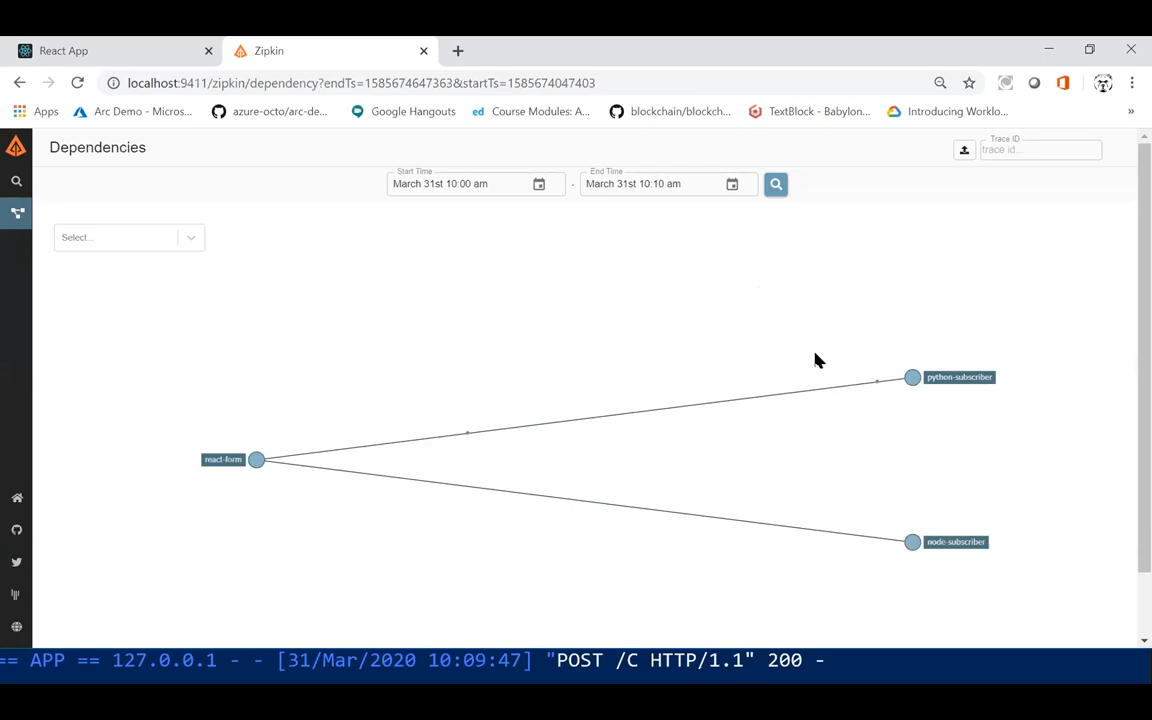 React App
Zipkin
localhost:9411/zipkin/dependency?endTs=1585674647363&startTs=1585674047403
Apps
Arc Demo - Micros...
azure-octo/arc-de...
Google Hangouts
ed Course Modules: A...
blockchain/blockch...
TextBlock - Babylon...
Introducing Worklo...
»
Dependencies
Trace ID
trace id...
Start Time
March 31st 10:00 am
-
End Time
March 31st 10:10 am
Select...
python-subscriber
react-form
node-subscriber
== APP == 127.0.0.1 - - [31/Mar/2020 10:09:47] "POST /C HTTP/1.1" 200 -